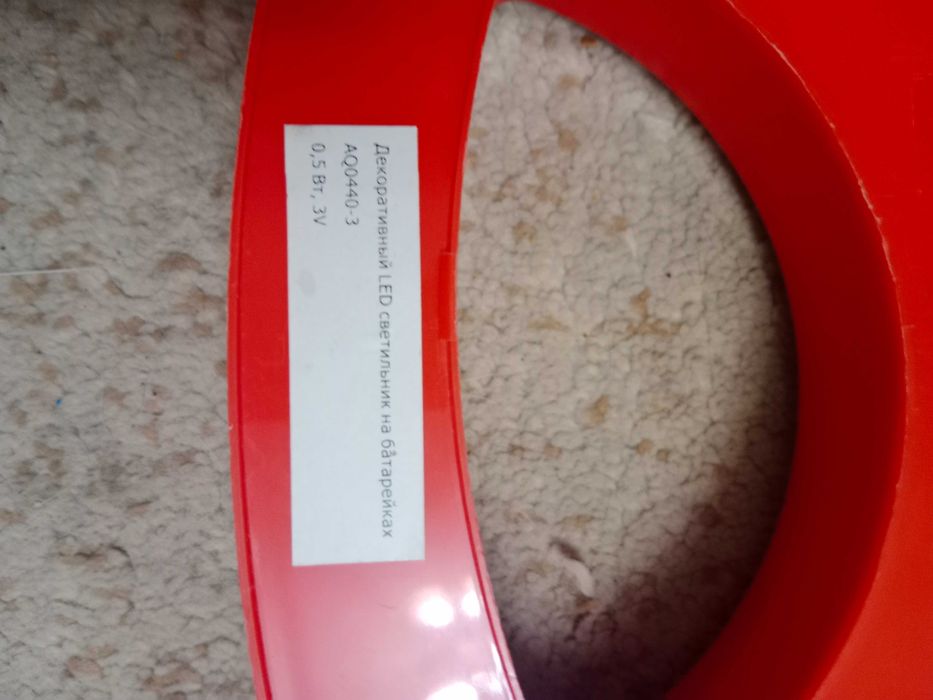 Декоративный LED светильник на батарейках
AQ0440-3
0,5 Вт, 3V